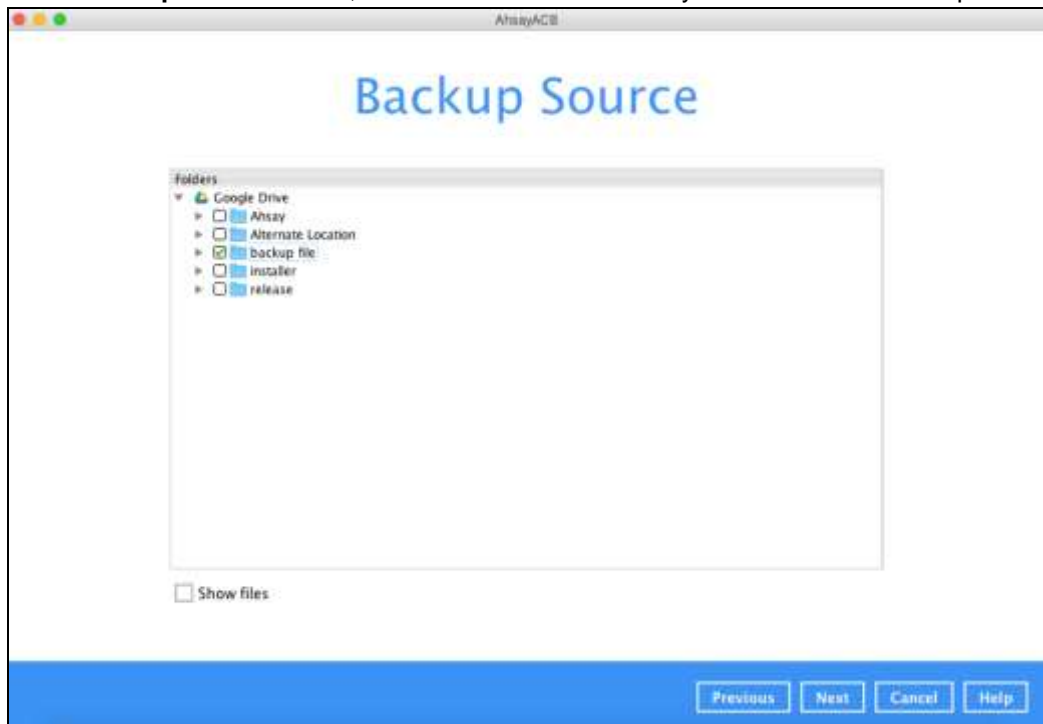 AhsayACB
Backup Source
Folders
Google Drive
Ahsay
Alternate Location
backup file
installer
release
Show files
Previous Next Cancel Help